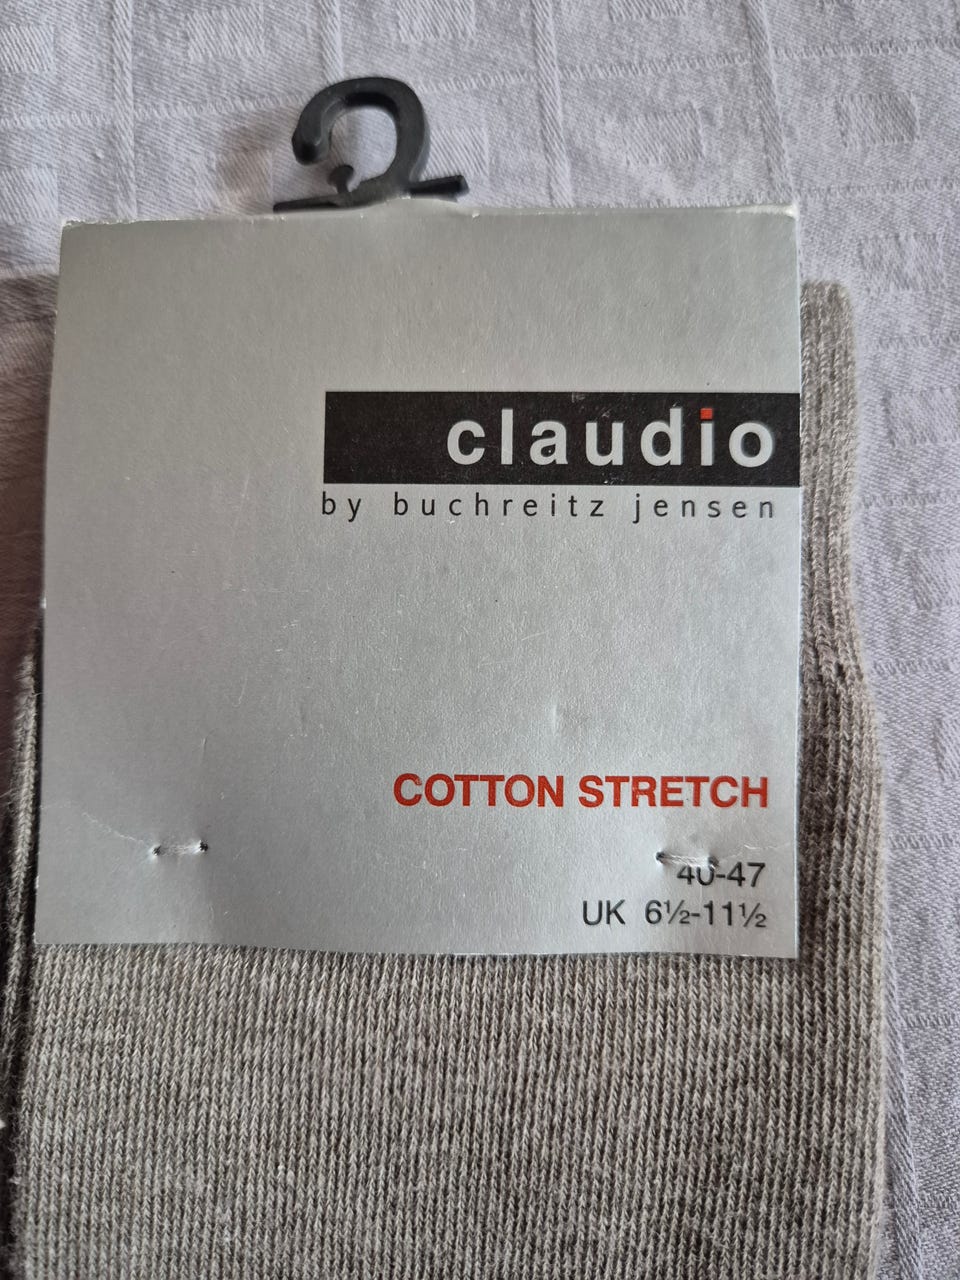 claudio
by buchreitz jensen
COTTON STRETCH
40-47
UK 6½-11½